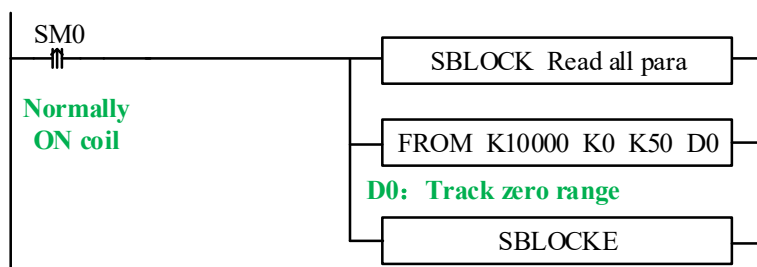 SM0
SBLOCK Read all para
Normally
ON coil
FROM K10000 K0 K50 D0
D0：Track zero range
SBLOCKE